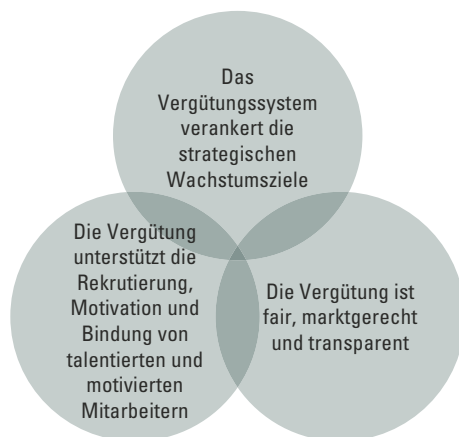 Das
Vergütungssystem
verankert die
strategischen
Wachstumsziele
Die Vergütung
unterstützt die
Rekrutierung,
Motivation und
Bindung von
talentierten und
motivierten
Mitarbeitern
Die Vergütung ist
fair, marktgerecht
und transparent